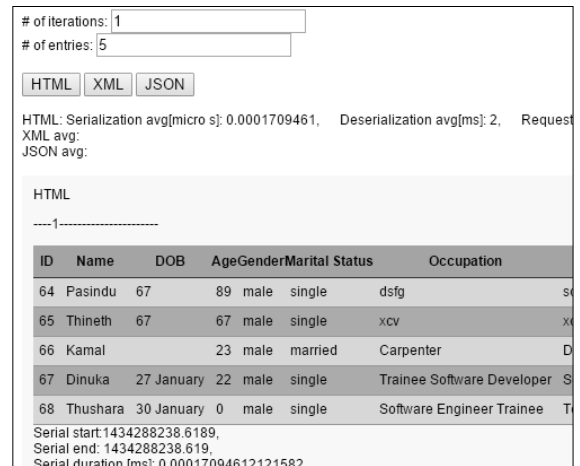 # of iterations: 1
# of entries: 5
HTML XML JSON
HTML: Serialization avg[micro s]: 0.0001709461, Deserialization avg[ms]: 2, Request
XML avg:
JSON avg:
HTML
----1----------------------
ID Name DOB Age Gender Marital Status Occupation
64 Pasindu 67 89 male single dsfg
65 Thineth 67 67 male single xcv
66 Kamal 23 male married Carpenter D
67 Dinuka 27 January 22 male single Trainee Software Developer S
68 Thushara 30 January 0 male single Software Engineer Trainee
Serial start:1434288238.6189,
Serial end: 1434288238.619,
Serial duration [ms]: 0.00017094612121582